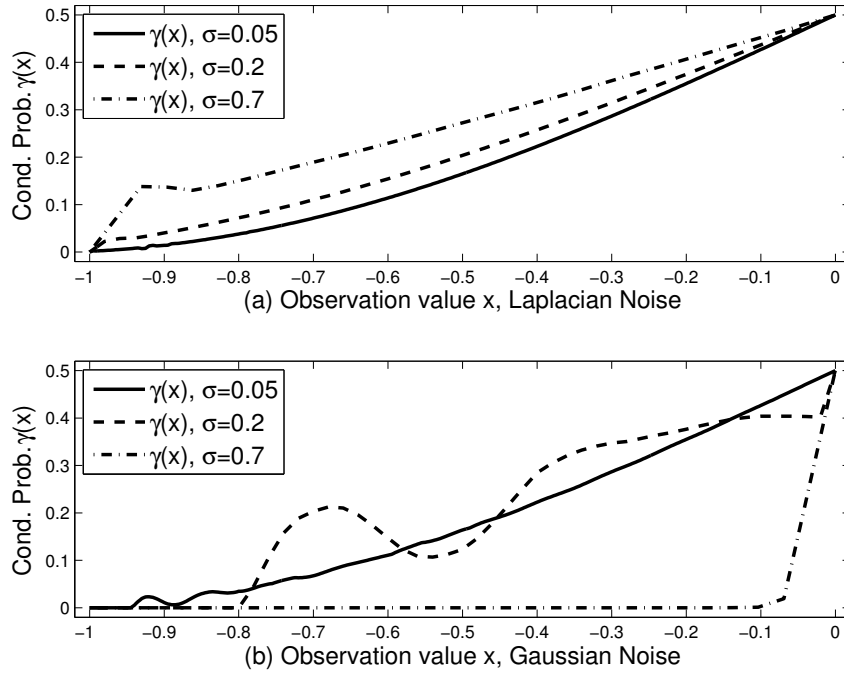 0.5
0.4
0.3
0.2
0.1
0
Cond. Prob. γ(x)
γ(x), σ=0.05
γ(x), σ=0.2
γ(x), σ=0.7
−1 −0.9 −0.8 −0.7 −0.6 −0.5 −0.4 −0.3 −0.2 −0.1 0
(a) Observation value x, Laplacian Noise
0.5
0.4
0.3
0.2
0.1
0
Cond. Prob. γ(x)
γ(x), σ=0.05
γ(x), σ=0.2
γ(x), σ=0.7
−1 −0.9 −0.8 −0.7 −0.6 −0.5 −0.4 −0.3 −0.2 −0.1 0
(b) Observation value x, Gaussian Noise